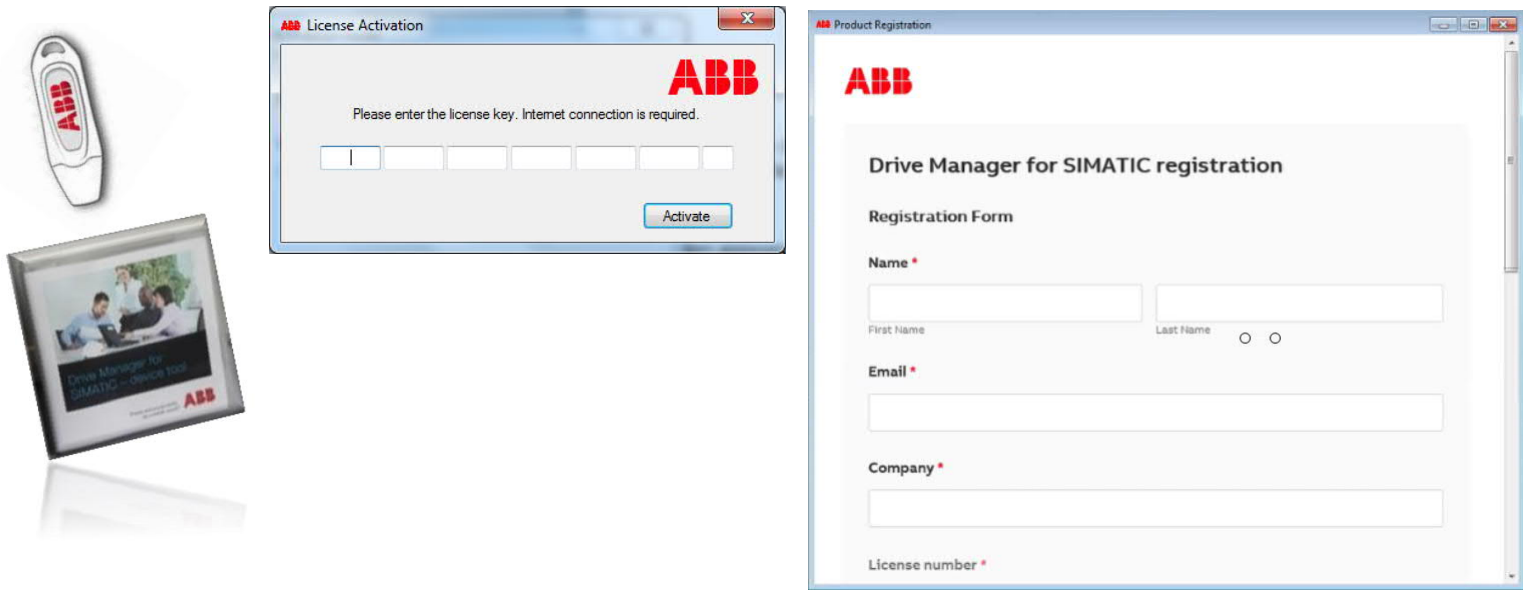 ABB
Drive Manager for
SIMATIC – device tool
ABB
ABB License Activation
ABB
Please enter the license key. Internet connection is required.
Activate
ABB Product Registration
ABB
Drive Manager for SIMATIC registration
Registration Form
Name *
First Name Last Name
Email *
Company *
License number *